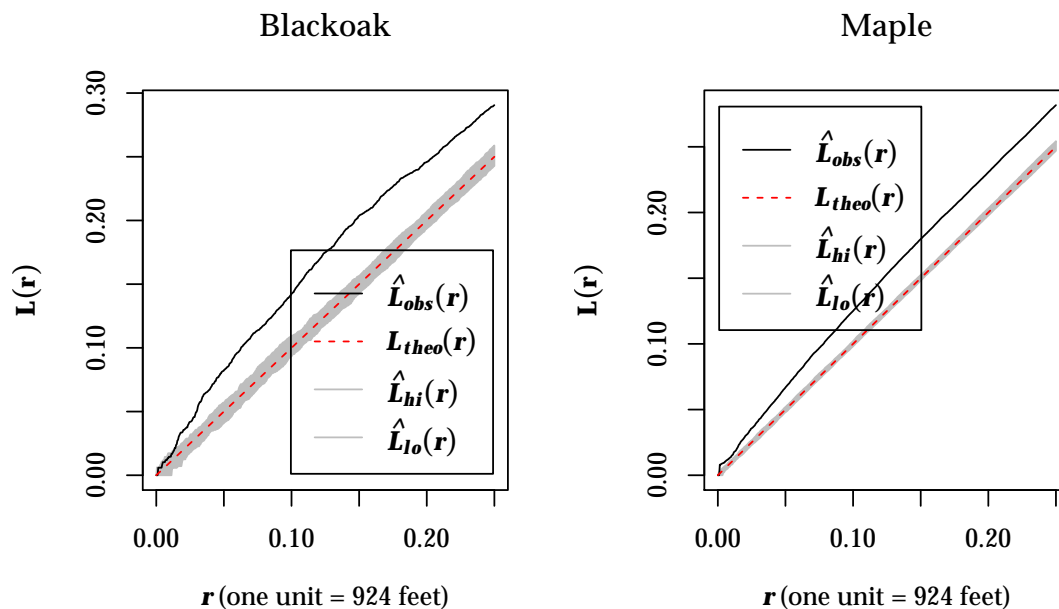 Blackoak
L(r)
0.30
0.20
0.10
0.00
L̂obs(r)
Ltheo(r)
L̂hi(r)
L̂lo(r)
0.00 0.10 0.20
r (one unit = 924 feet)
Maple
L(r)
0.20
0.10
0.00
L̂obs(r)
Ltheo(r)
L̂hi(r)
L̂lo(r)
0.00 0.10 0.20
r (one unit = 924 feet)